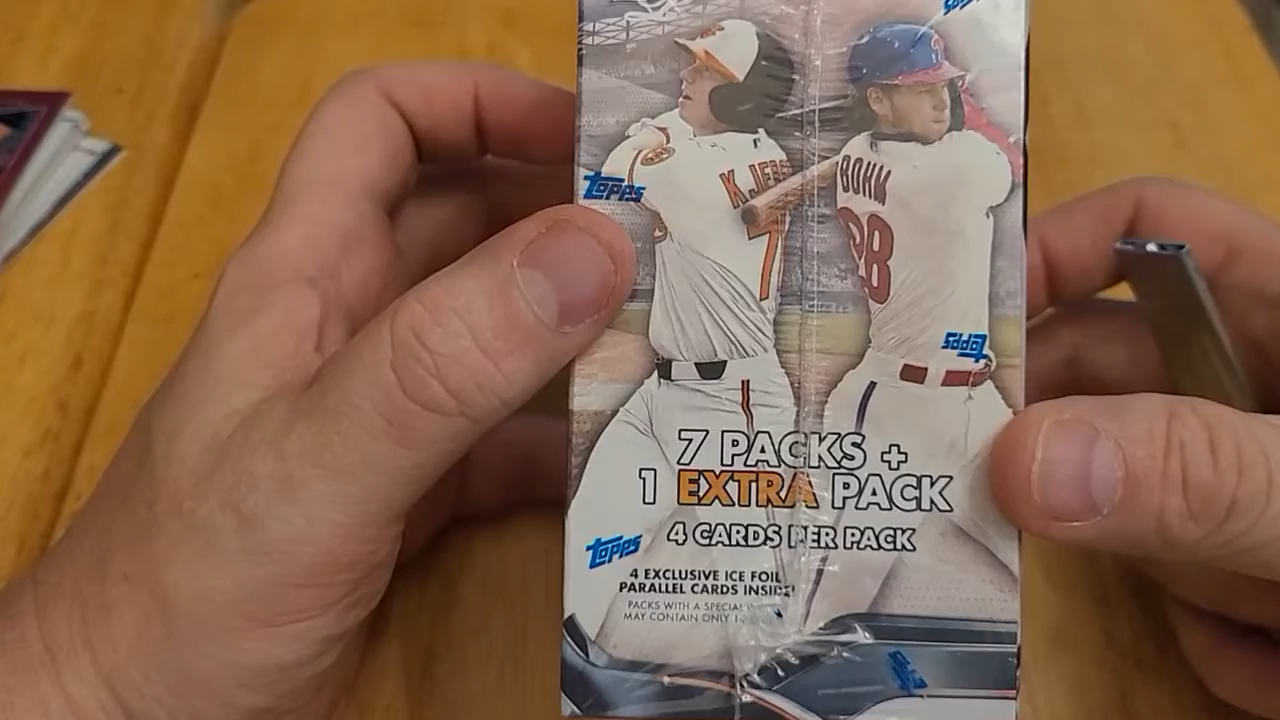 Topps
BOHM
7
28
Topps
7 PACKS +
1 EXTRA PACK
4 CARDS PER PACK
Topps
4 EXCLUSIVE ICE FOIL
PARALLEL CARDS INSIDE!
PACKS WITH A SPECIAL
MAY CONTAIN ONLY